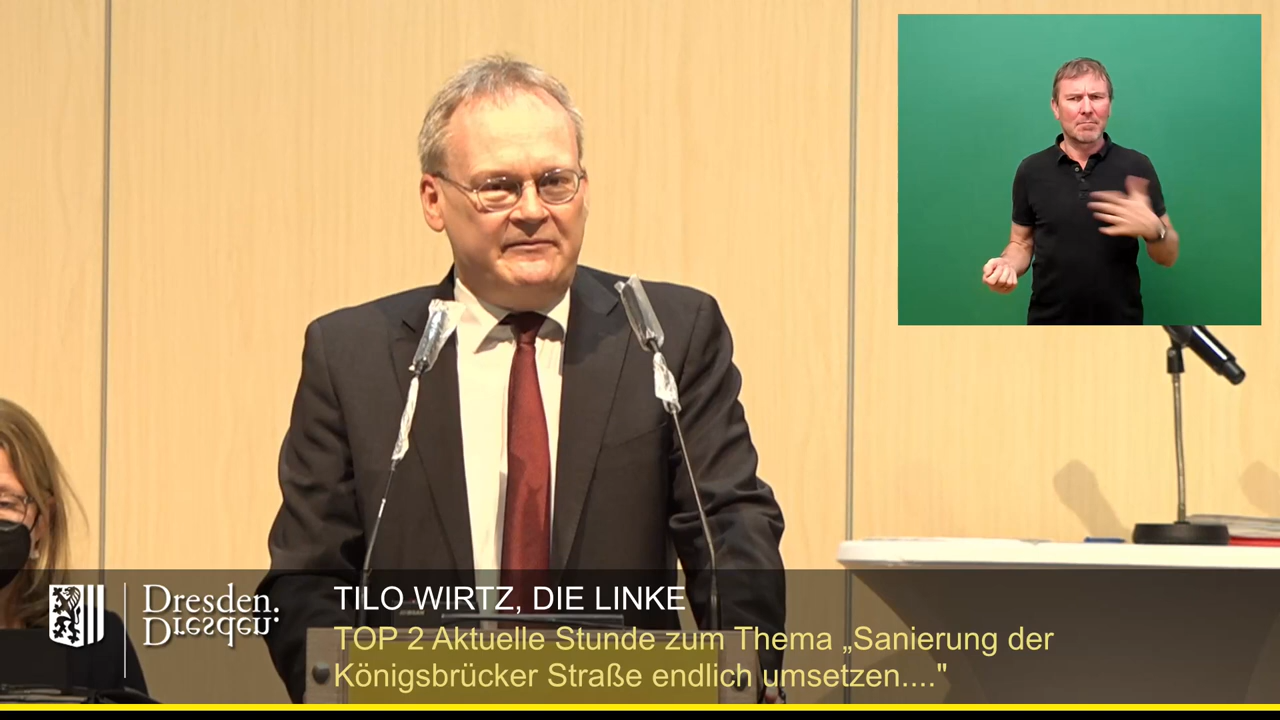 Dresden.
Dresden.
TILO WIRTZ, DIE LINKE
TOP 2 Aktuelle Stunde zum Thema „Sanierung der
Königsbrücker Straße endlich umsetzen...."